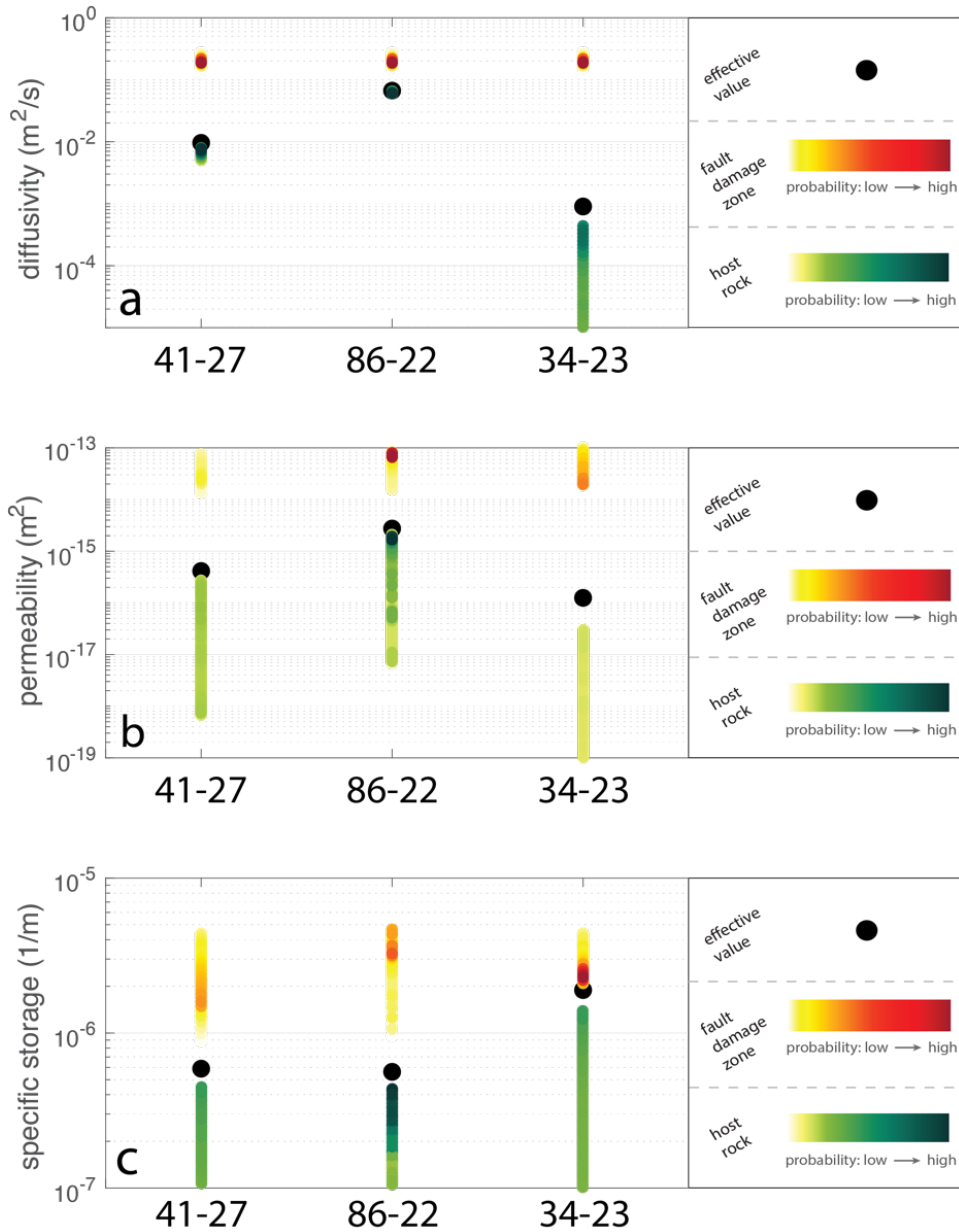 10⁰
10⁻²
10⁻⁴
diffusivity (m²/s)
a
41-27 86-22 34-23
effective
value
fault
damage
zone
probability: low → high
host
rock
probability: low → high
10⁻¹³
10⁻¹⁵
10⁻¹⁷
10⁻¹⁹
permeability (m²)
b
41-27 86-22 34-23
effective
value
fault
damage
zone
probability: low → high
host
rock
probability: low → high
10⁻⁵
10⁻⁶
10⁻⁷
specific storage (1/m)
c
41-27 86-22 34-23
effective
value
fault
damage
zone
probability: low → high
host
rock
probability: low → high